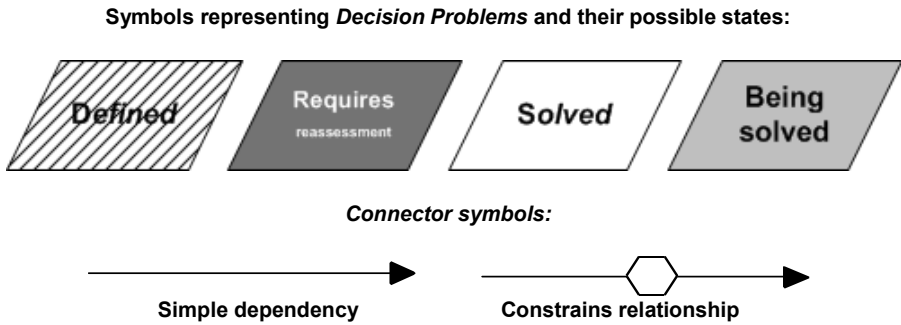 Symbols representing Decision Problems and their possible states:
Defined
Requires
reassessment
Solved
Being
solved
Connector symbols:
Simple dependency
Constrains relationship